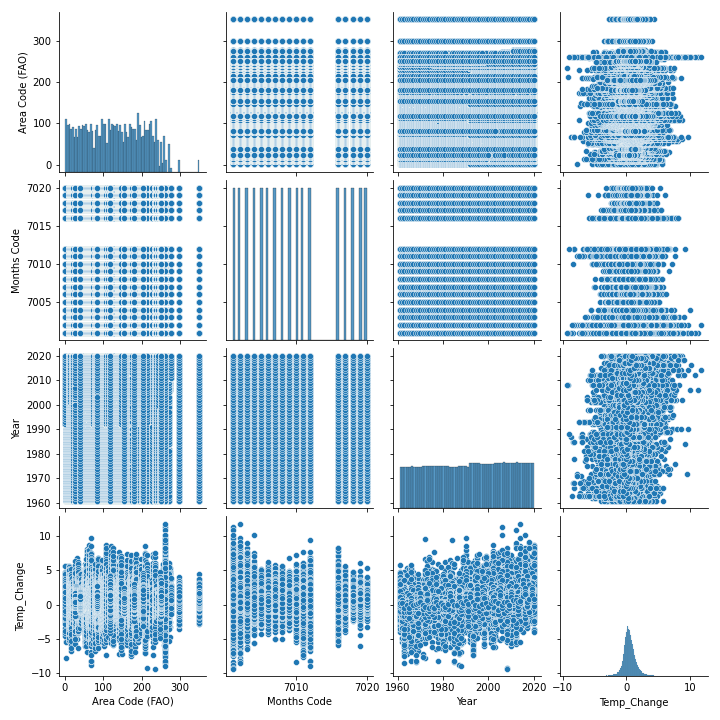 300
200
100
0
Area Code (FAO)
7020
7015
7010
7005
Months Code
2020
2010
2000
1990
1980
1970
1960
Year
10
5
0
−5
−10
Temp_Change
0 100 200 300
Area Code (FAO)
7010 7020
Months Code
1960 1980 2000 2020
Year
−10 0 10
Temp_Change